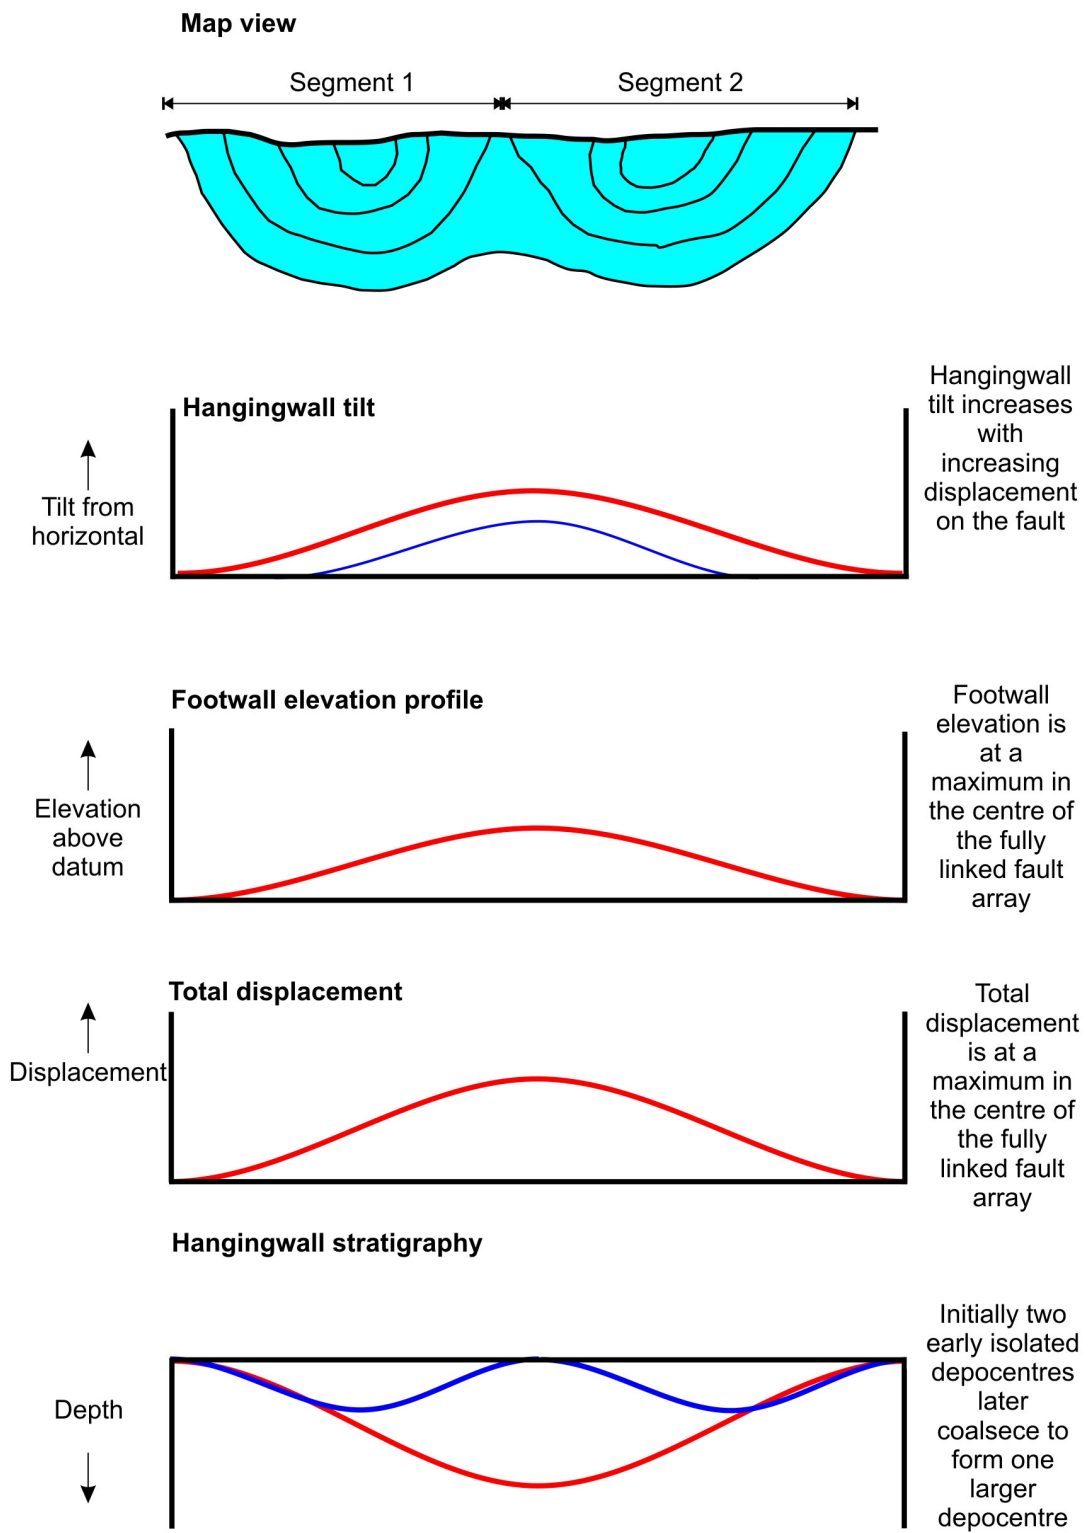 Map view
Segment 1
Segment 2
Hangingwall tilt
Tilt from
horizontal
Hangingwall
tilt increases
with
increasing
displacement
on the fault
Footwall elevation profile
Elevation
above
datum
Footwall
elevation is
at a
maximum in
the centre of
the fully
linked fault
array
Total displacement
Displacement
Total
displacement
is at a
maximum in
the centre of
the fully
linked fault
array
Hangingwall stratigraphy
Depth
Initially two
early isolated
depocentres
later
coalsece to
form one
larger
depocentre